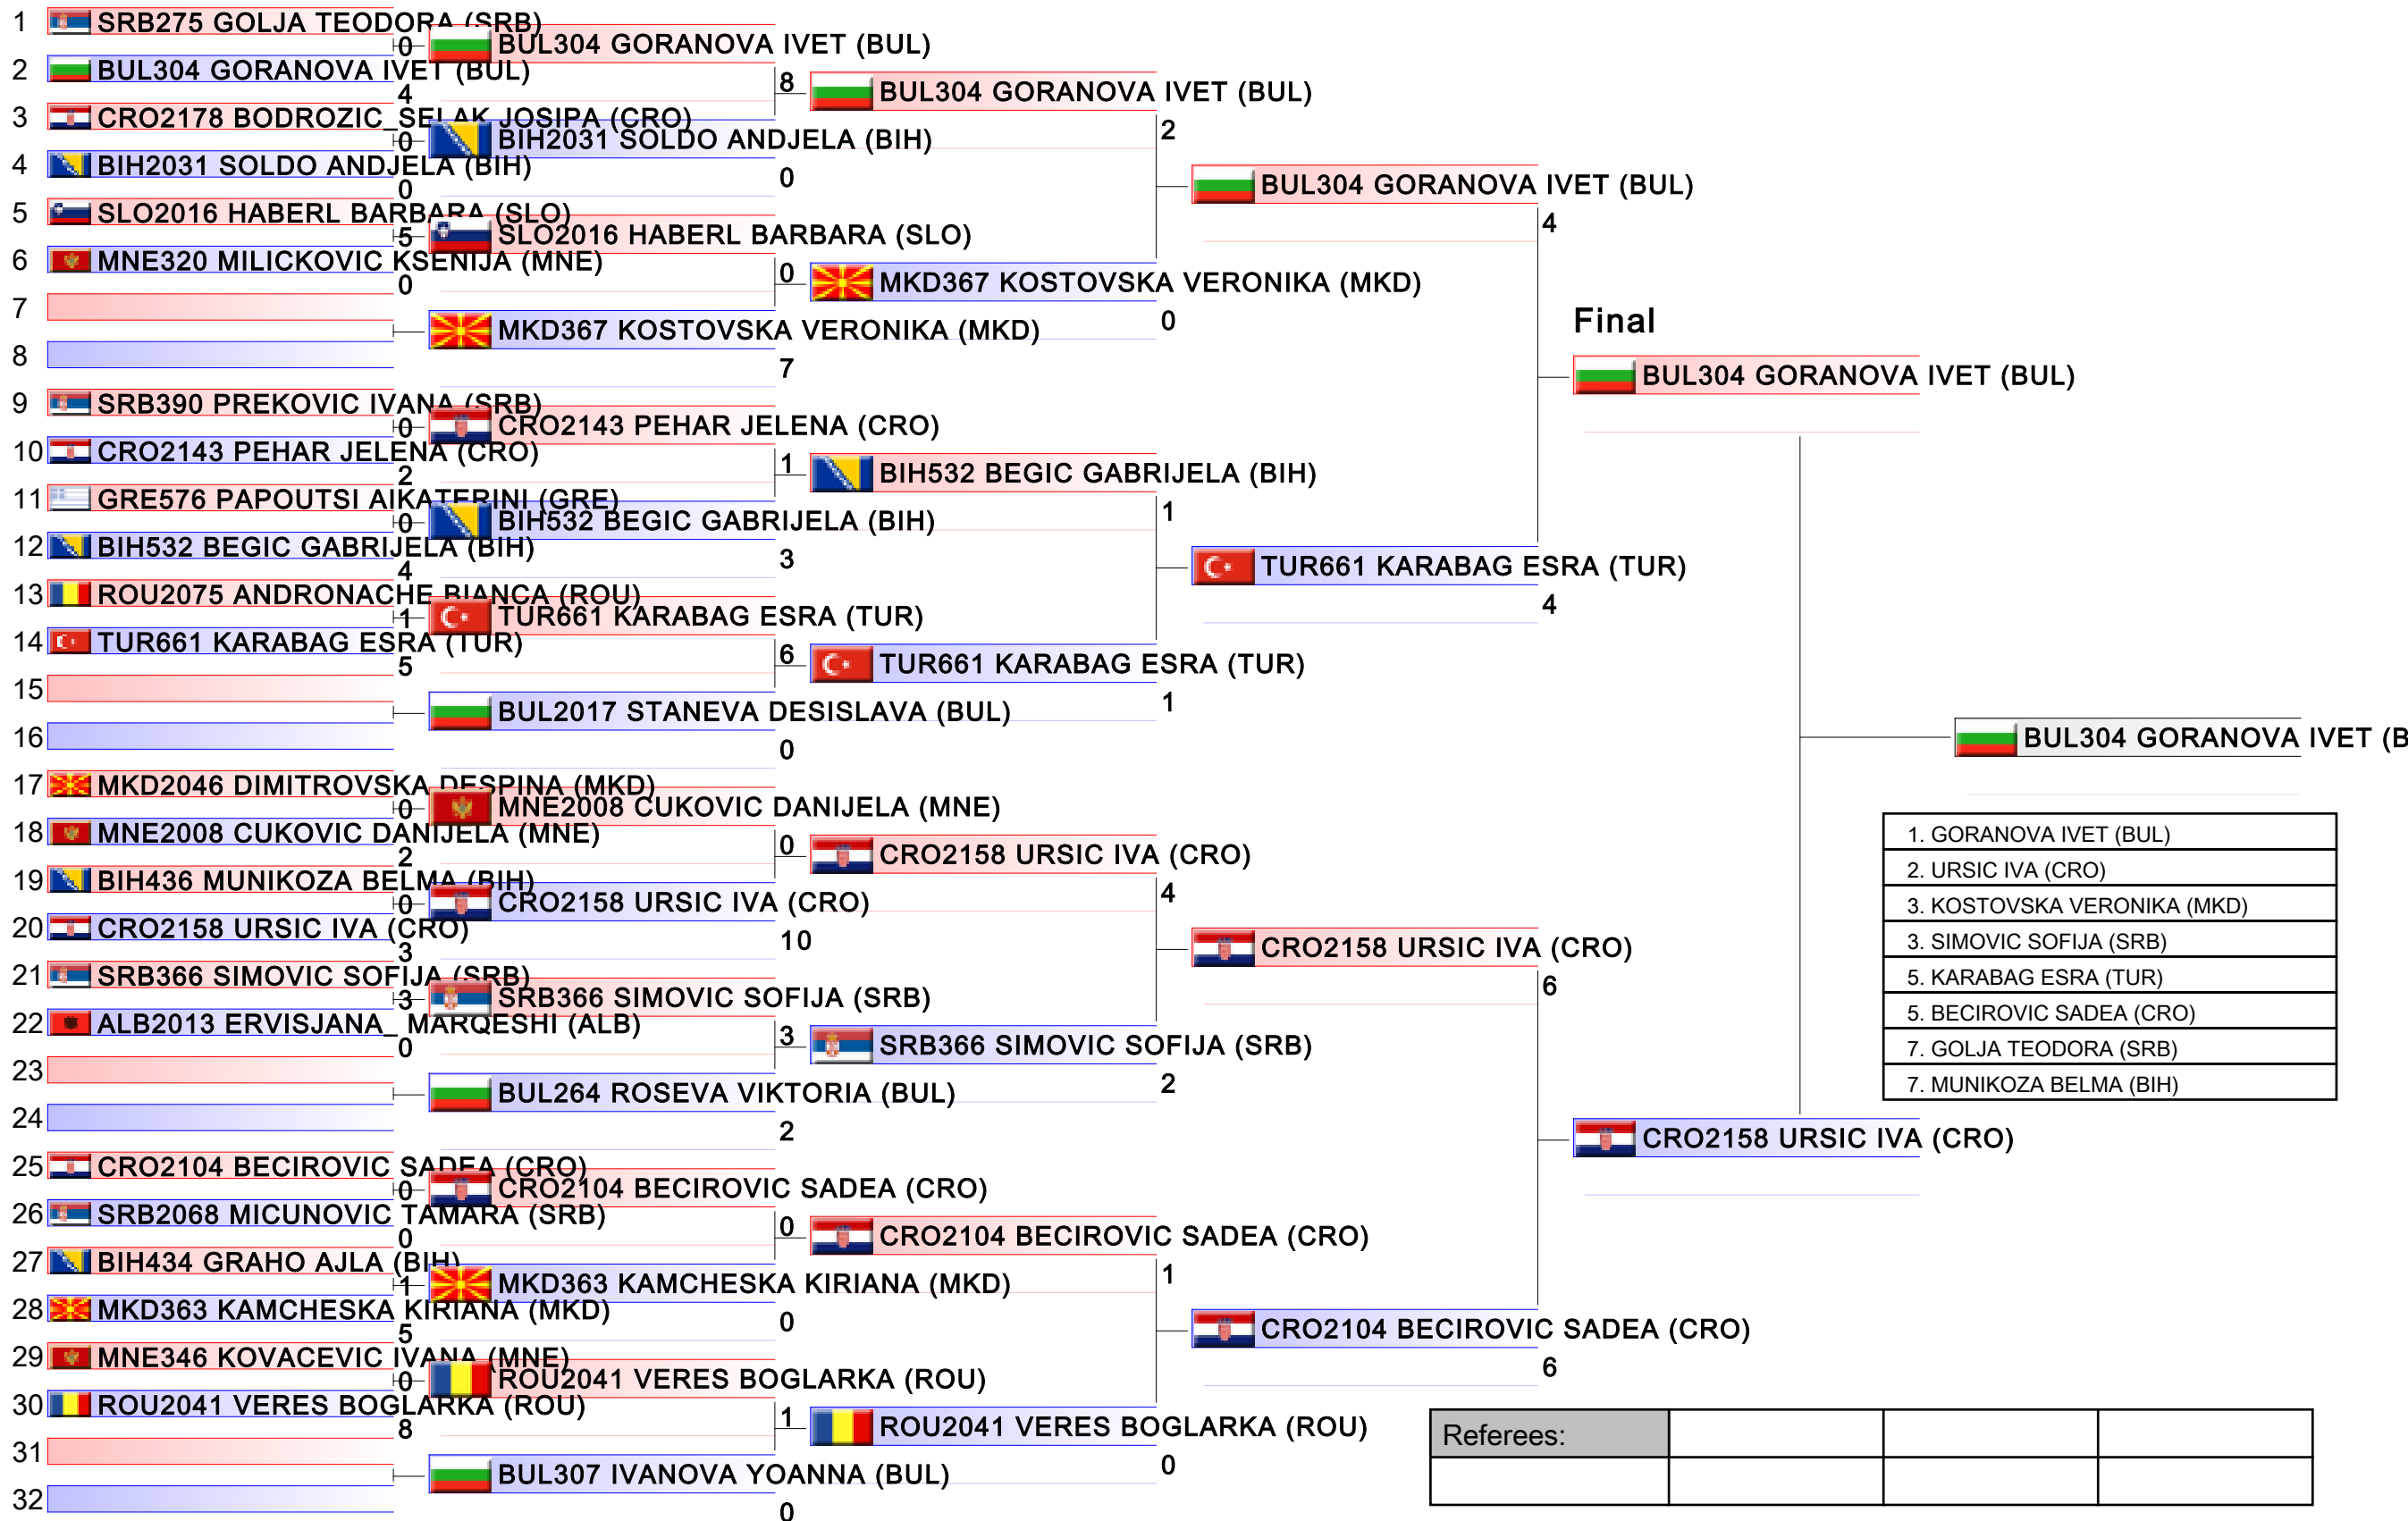 1 SRB275 GOLJA TEODORA (SRB)
0
2 BUL304 GORANOVA IVET (BUL)
4
3 CRO2178 BODROZIC_SELAK JOSIPA (CRO)
0
4 BIH2031 SOLDO ANDJELA (BIH)
0
5 SLO2016 HABERL BARBARA (SLO)
5
6 MNE320 MILICKOVIC KSENIJA (MNE)
0
7
8
9 SRB390 PREKOVIC IVANA (SRB)
0
10 CRO2143 PEHAR JELENA (CRO)
2
11 GRE576 PAPOUTSI AIKATERINI (GRE)
0
12 BIH532 BEGIC GABRIJELA (BIH)
4
13 ROU2075 ANDRONACHE BIANCA (ROU)
1
14 TUR661 KARABAG ESRA (TUR)
5
15
16
17 MKD2046 DIMITROVSKA DESPINA (MKD)
0
18 MNE2008 CUKOVIC DANIJELA (MNE)
2
19 BIH436 MUNIKOZA BELMA (BIH)
0
20 CRO2158 URSIC IVA (CRO)
3
21 SRB366 SIMOVIC SOFIJA (SRB)
3
22 ALB2013 ERVISJANA_ MARQESHI (ALB)
0
23
24
25 CRO2104 BECIROVIC SADEA (CRO)
0
26 SRB2068 MICUNOVIC TAMARA (SRB)
0
27 BIH434 GRAHO AJLA (BIH)
1
28 MKD363 KAMCHESKA KIRIANA (MKD)
5
29 MNE346 KOVACEVIC IVANA (MNE)
0
30 ROU2041 VERES BOGLARKA (ROU)
8
31
32
BUL304 GORANOVA IVET (BUL)
8
BIH2031 SOLDO ANDJELA (BIH)
0
SLO2016 HABERL BARBARA (SLO)
0
MKD367 KOSTOVSKA VERONIKA (MKD)
7
CRO2143 PEHAR JELENA (CRO)
1
BIH532 BEGIC GABRIJELA (BIH)
3
TUR661 KARABAG ESRA (TUR)
6
BUL2017 STANEVA DESISLAVA (BUL)
0
MNE2008 CUKOVIC DANIJELA (MNE)
0
CRO2158 URSIC IVA (CRO)
10
SRB366 SIMOVIC SOFIJA (SRB)
3
BUL264 ROSEVA VIKTORIA (BUL)
2
CRO2104 BECIROVIC SADEA (CRO)
0
MKD363 KAMCHESKA KIRIANA (MKD)
0
ROU2041 VERES BOGLARKA (ROU)
1
BUL307 IVANOVA YOANNA (BUL)
0
BUL304 GORANOVA IVET (BUL)
2
MKD367 KOSTOVSKA VERONIKA (MKD)
0
BIH532 BEGIC GABRIJELA (BIH)
1
TUR661 KARABAG ESRA (TUR)
1
CRO2158 URSIC IVA (CRO)
4
SRB366 SIMOVIC SOFIJA (SRB)
2
CRO2104 BECIROVIC SADEA (CRO)
1
ROU2041 VERES BOGLARKA (ROU)
0
BUL304 GORANOVA IVET (BUL)
4
TUR661 KARABAG ESRA (TUR)
4
CRO2158 URSIC IVA (CRO)
6
CRO2104 BECIROVIC SADEA (CRO)
6
Final
BUL304 GORANOVA IVET (BUL)
CRO2158 URSIC IVA (CRO)
BUL304 GORANOVA IVET (B
1. GORANOVA IVET (BUL)
2. URSIC IVA (CRO)
3. KOSTOVSKA VERONIKA (MKD)
3. SIMOVIC SOFIJA (SRB)
5. KARABAG ESRA (TUR)
5. BECIROVIC SADEA (CRO)
7. GOLJA TEODORA (SRB)
7. MUNIKOZA BELMA (BIH)
Referees: